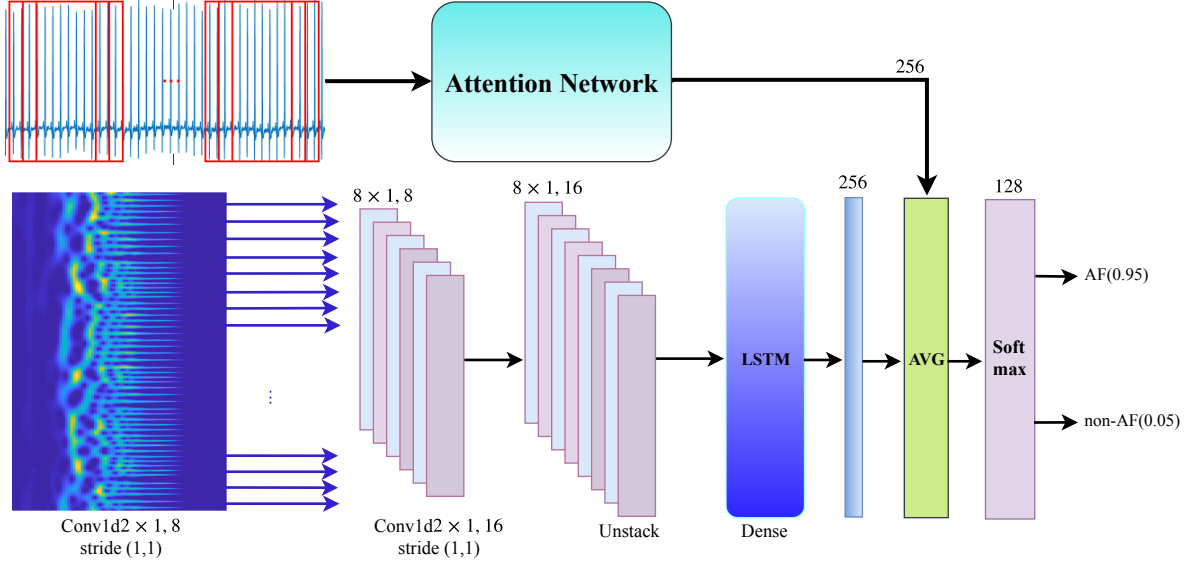 Attention Network
256
8 × 1, 8
8 × 1, 16
256
128
LSTM
AVG
Soft
max
AF(0.95)
non-AF(0.05)
Conv1d2 × 1, 8
stride (1,1)
Conv1d2 × 1, 16
stride (1,1)
Unstack
Dense